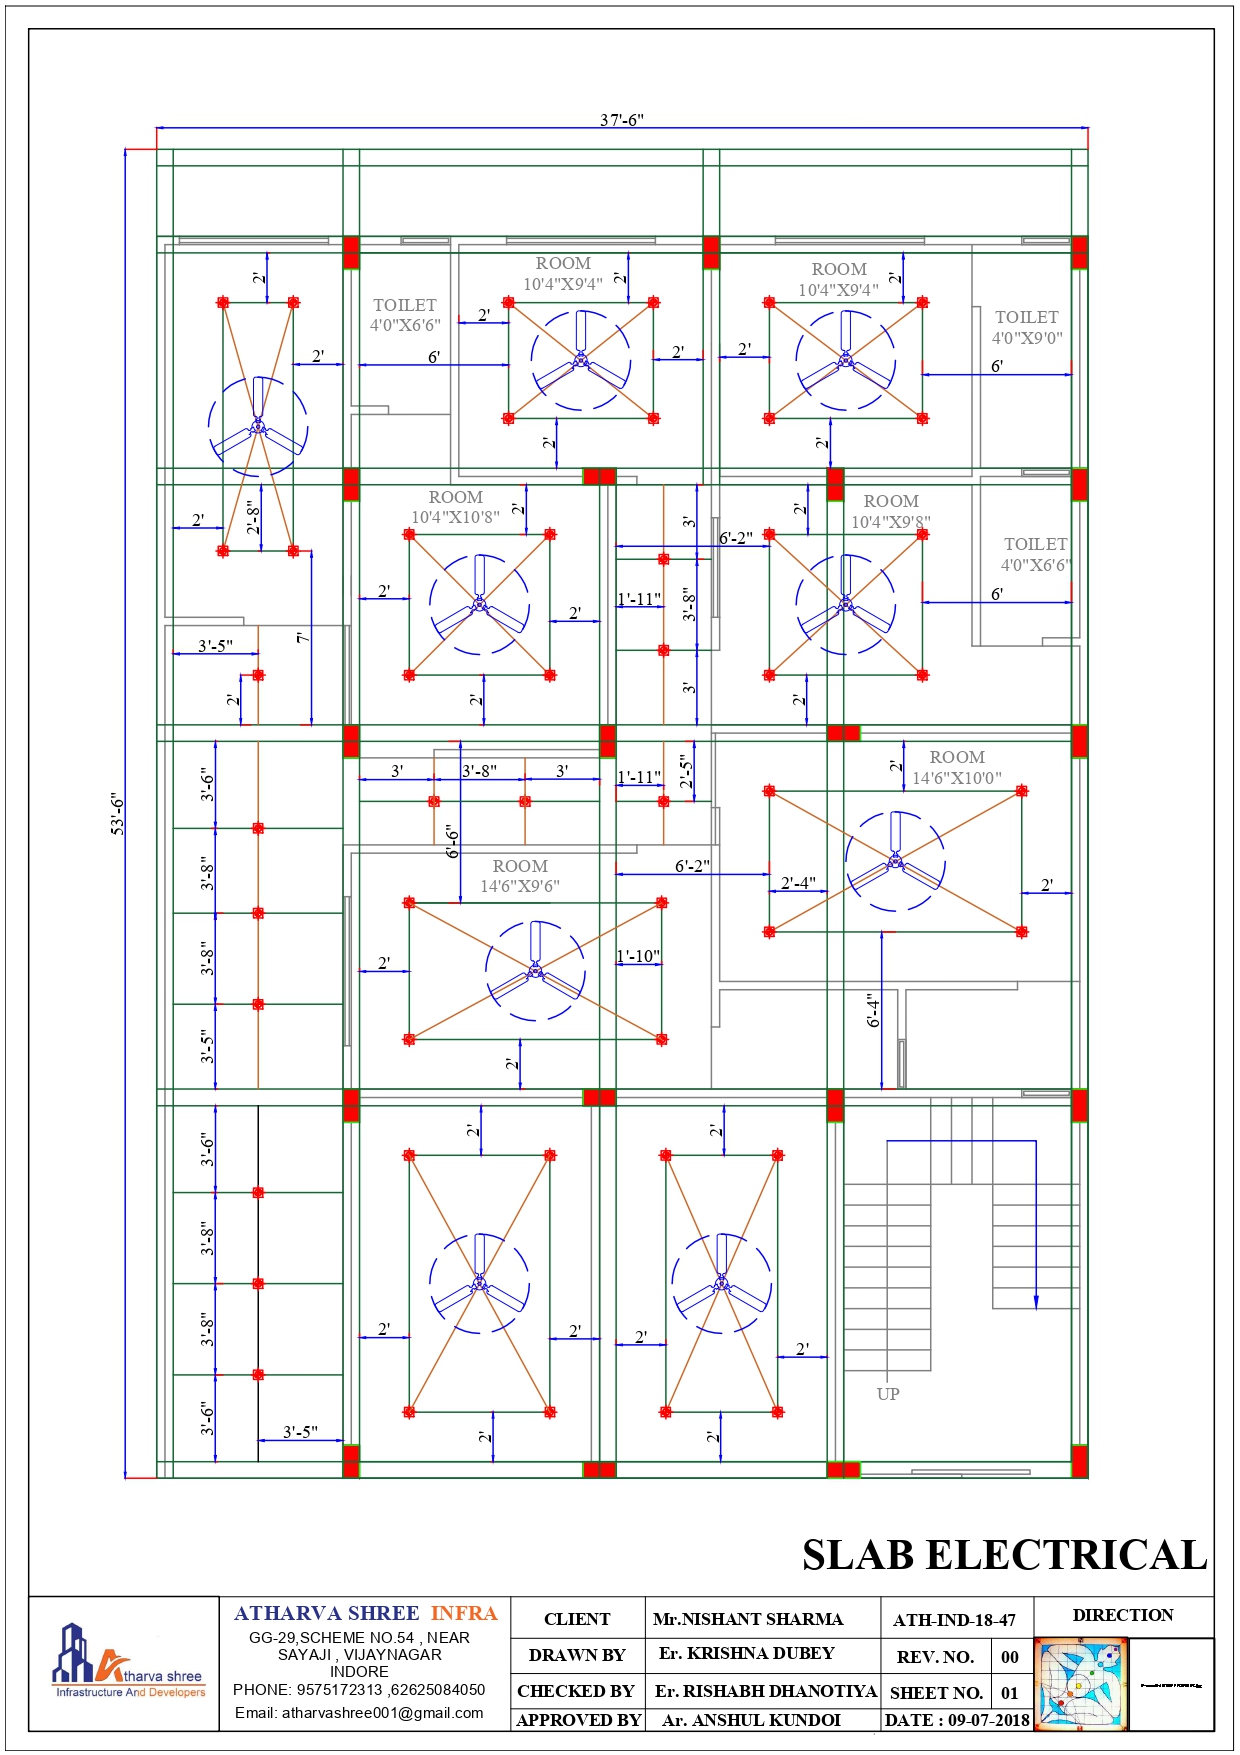 37'-6"
53'-6"
2'
ROOM
10'4"X9'4"
2'
ROOM
10'4"X9'4"
2'
TOILET
4'0"X6'6"
TOILET
4'0"X9'0"
2'
2'
6'
2'
2'
6'
2'
2'
2'
2'-8"
ROOM
10'4"X10'8"
2'
3'
6'-2"
2'
ROOM
10'4"X9'8"
TOILET
4'0"X6'6"
2'
2'
1'-11"
3'-8"
6'
3'-5"
7'
2'
2'
3'
2'
3'-6"
3'
3'-8"
3'
1'-11"
2'-5"
2'
ROOM
14'6"X10'0"
6'-6"
3'-8"
ROOM
14'6"X9'6"
6'-2"
2'-4"
2'
3'-8"
2'
1'-10"
6'-4"
3'-5"
2'
3'-6"
2'
2'
3'-8"
3'-8"
2'
2'
2'
2'
3'-6"
3'-5"
2'
2'
UP
SLAB ELECTRICAL
Atharva shree
Infrastructure And Developers
ATHARVA SHREE INFRA
GG-29,SCHEME NO.54 , NEAR
SAYAJI , VIJAYNAGAR
INDORE
PHONE: 9575172313 ,62625084050
Email: atharvashree001@gmail.com
CLIENT Mr.NISHANT SHARMA ATH-IND-18-47
DRAWN BY Er. KRISHNA DUBEY REV. NO. 00
CHECKED BY Er. RISHABH DHANOTIYA SHEET NO. 01
APPROVED BY Ar. ANSHUL KUNDOI DATE : 09-07-2018
DIRECTION